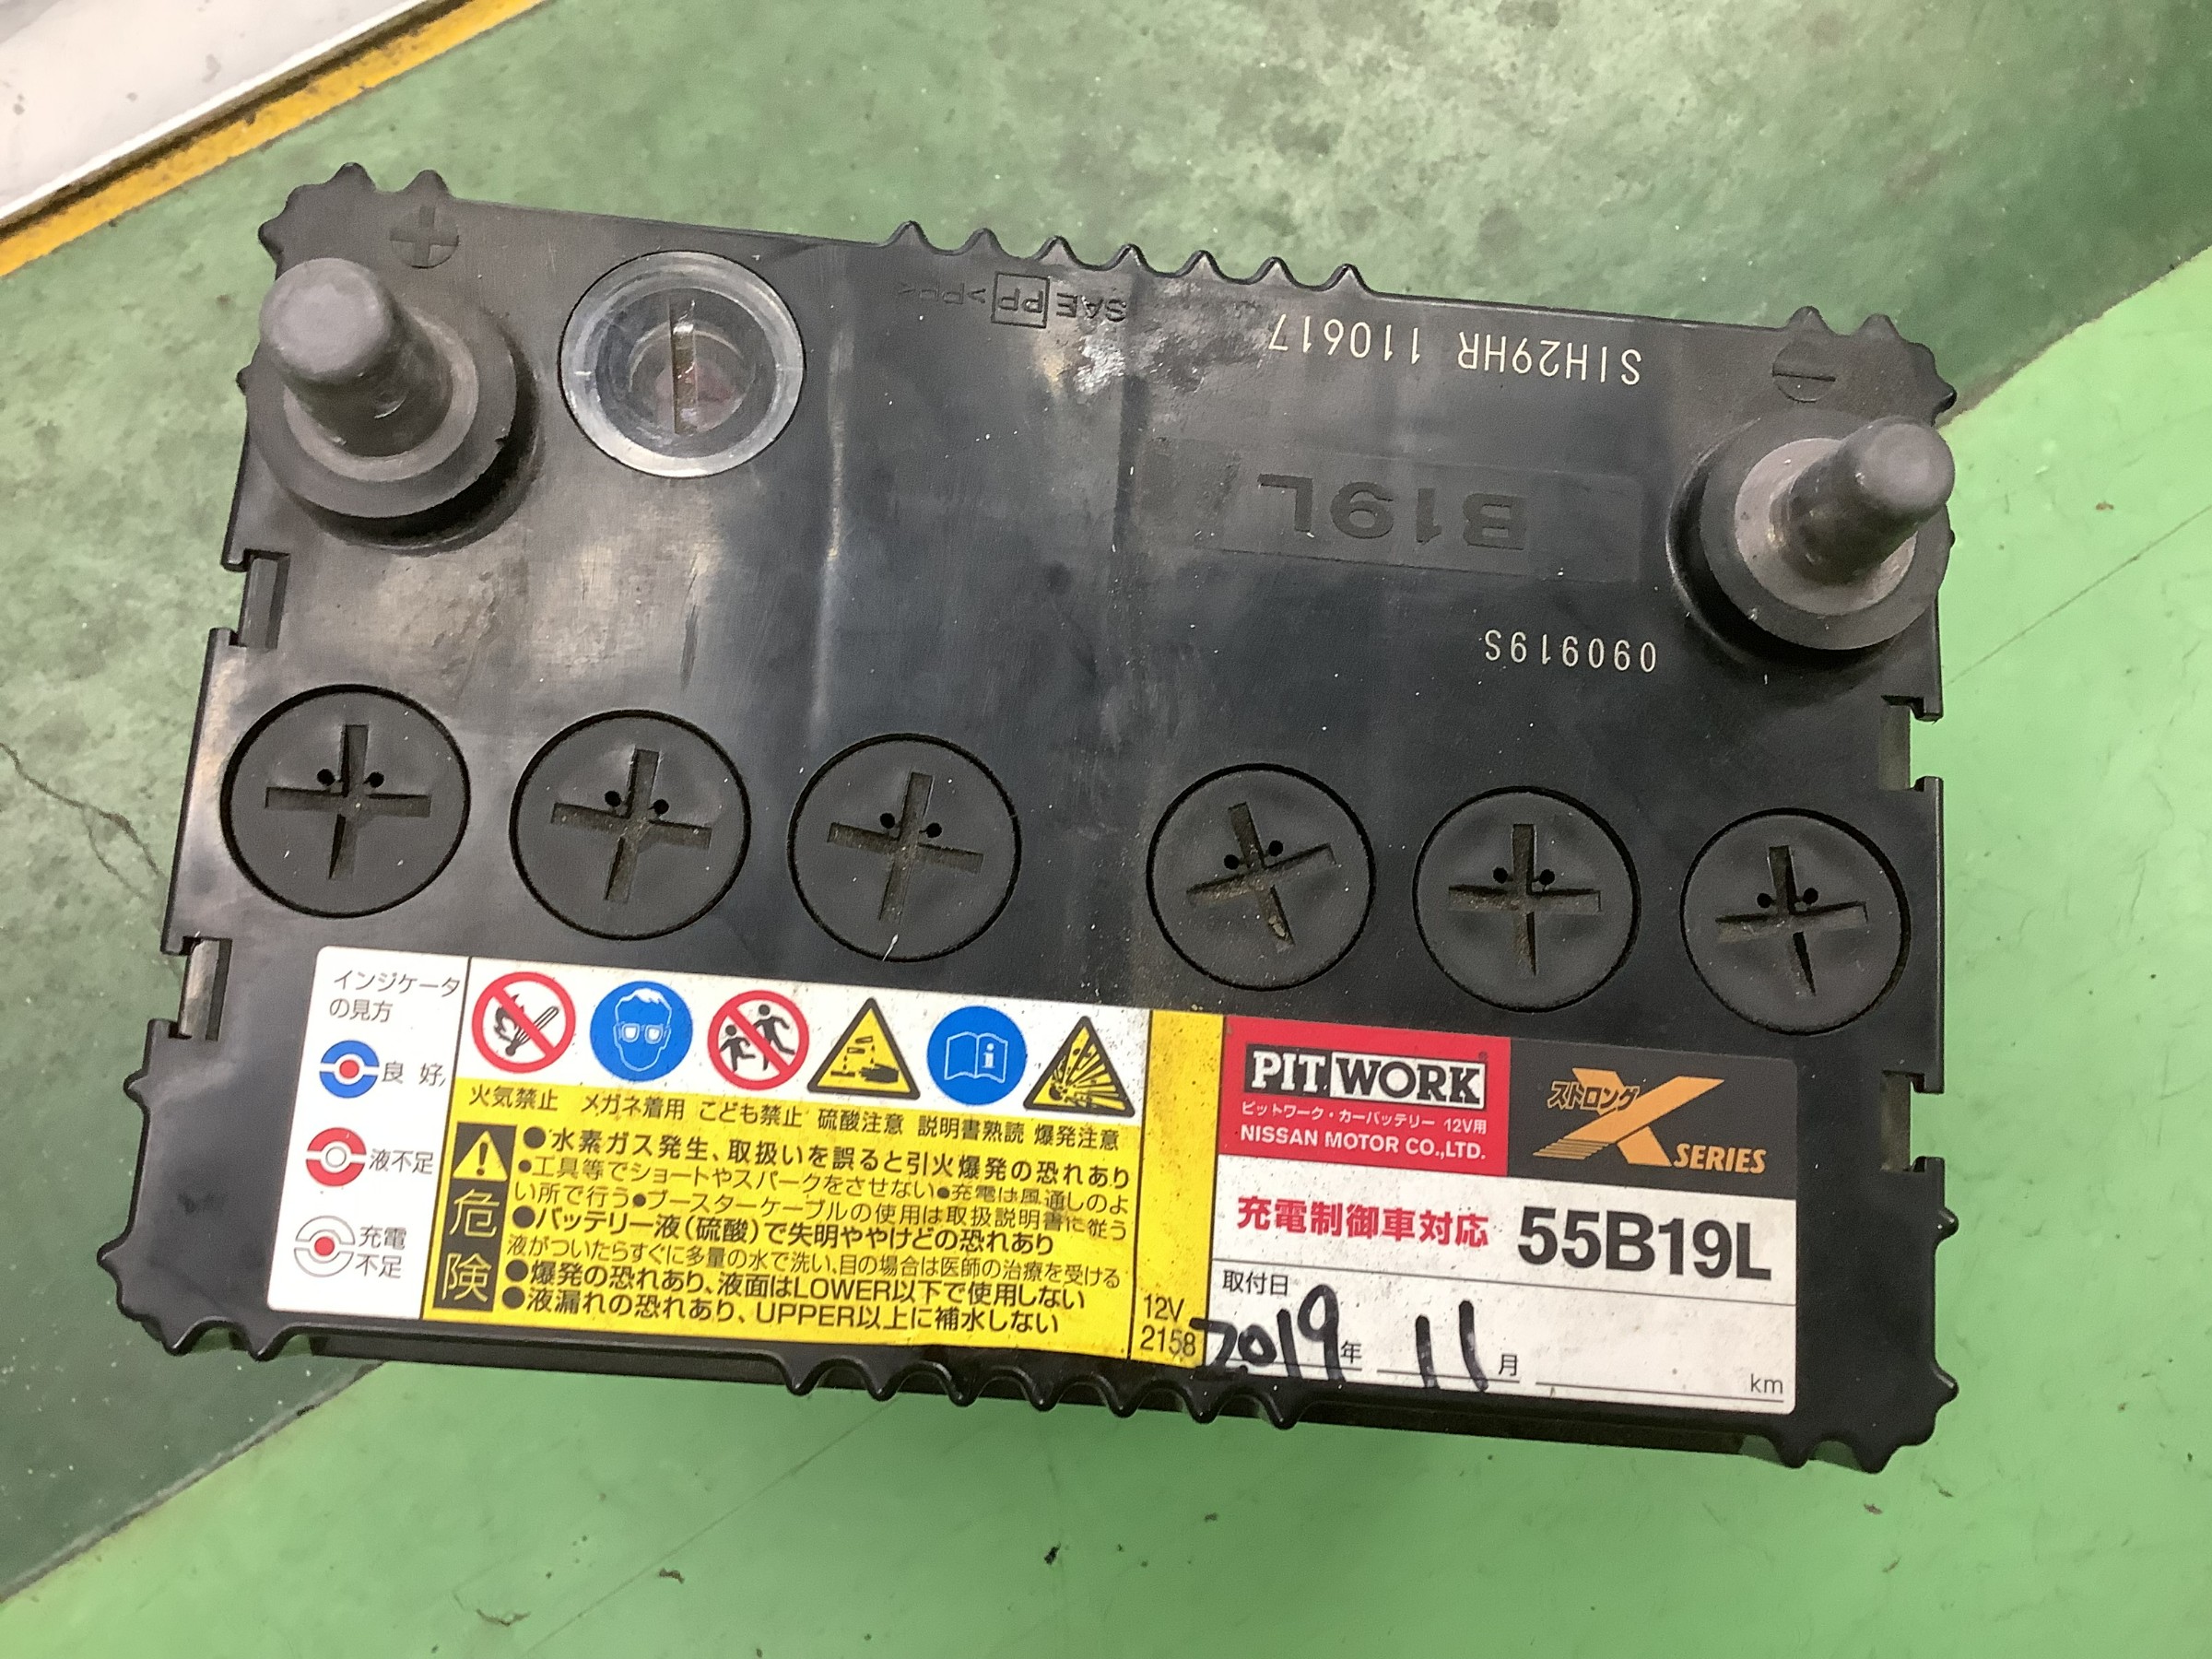 +
SAE PP >PP<
SIH29HR 110617
−
B19L
090919S
インジケータ
の見方
良 好
液不足
充電
不足
火気禁止 メガネ着用 こども禁止 硫酸注意 説明書熟読 爆発注意
危険
●水素ガス発生、取扱いを誤ると引火爆発の恐れあり
●工具等でショートやスパークをさせない●充電は風通しのよ
い所で行う●ブースターケーブルの使用は取扱説明書に従う
●バッテリー液(硫酸)で失明ややけどの恐れあり
液がついたらすぐに多量の水で洗い、目の場合は医師の治療を受ける
●爆発の恐れあり、液面はLOWER以下で使用しない
●液漏れの恐れあり、UPPER以上に補水しない
12V
2158
PITWORK
ピットワーク・カーバッテリー 12V用
NISSAN MOTOR CO.,LTD.
ストロング X SERIES
充電制御車対応 55B19L
取付日
2019年 11月 km